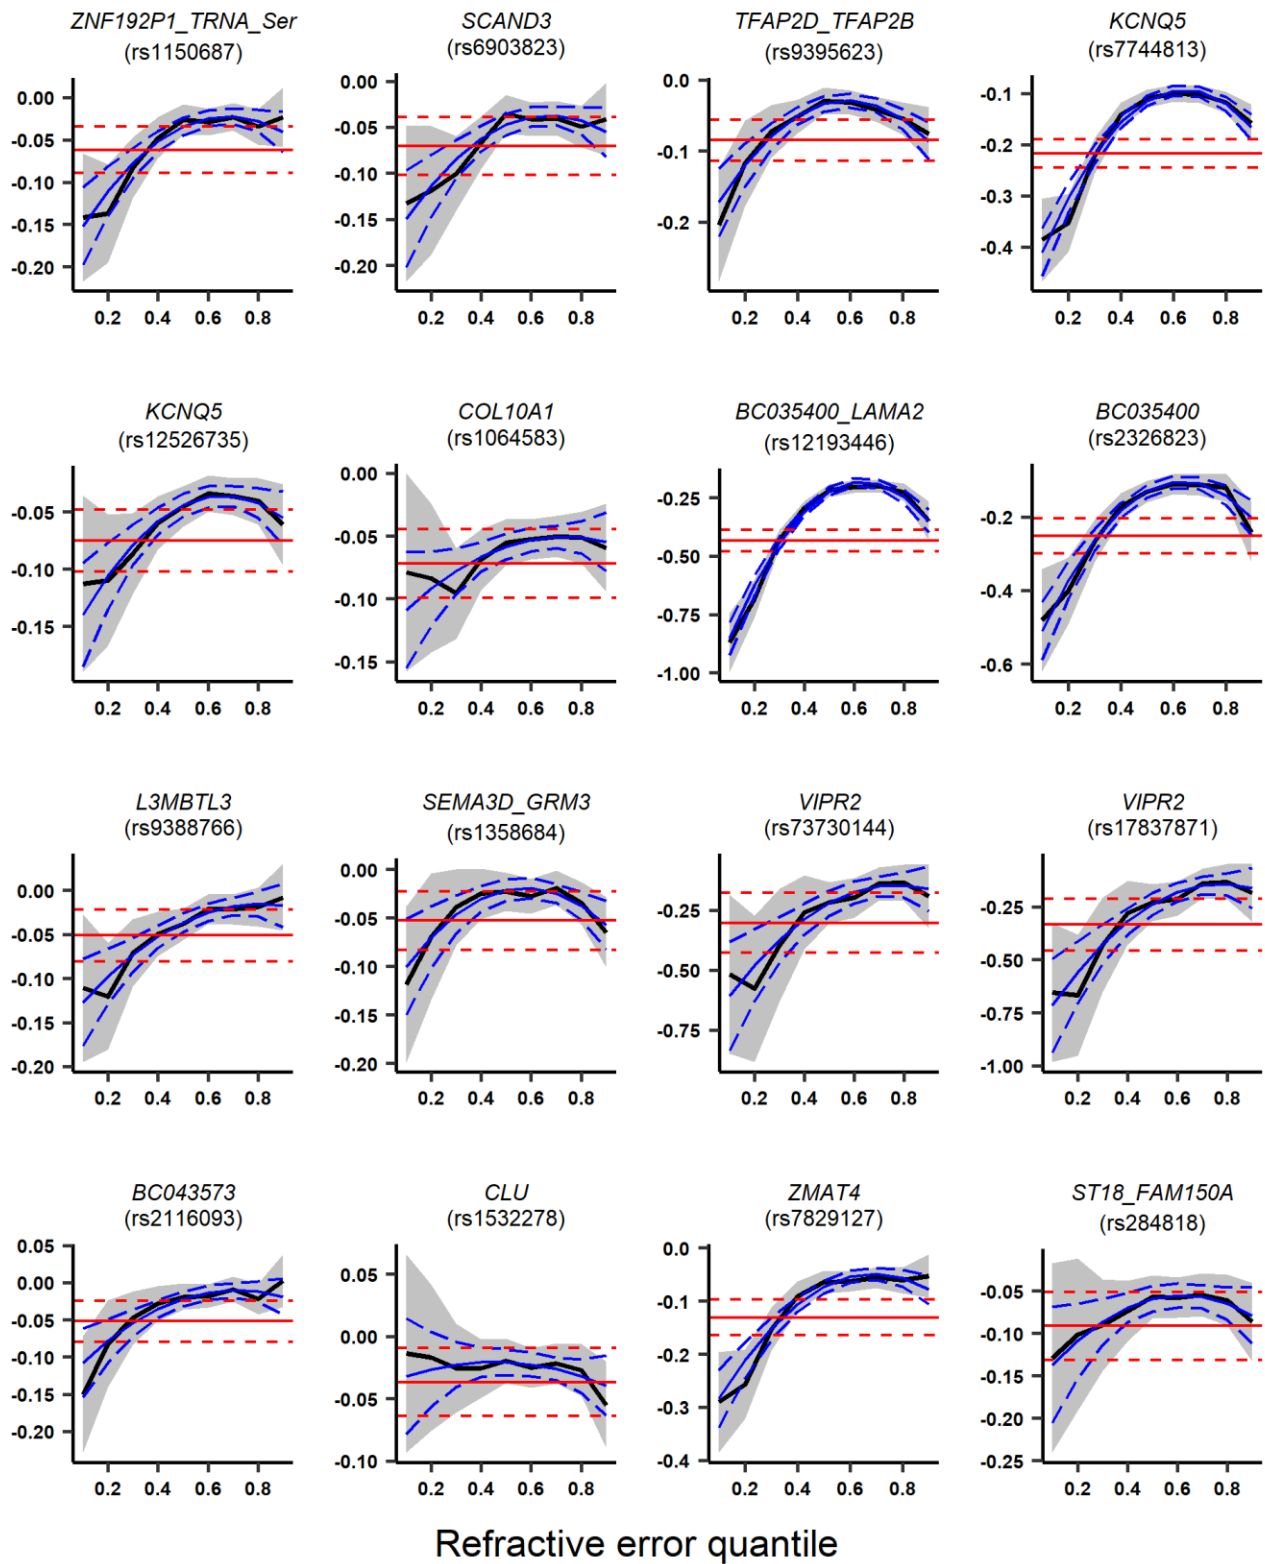 ZNF192P1_TRNA_Ser
(rs1150687)
0.00
-0.05
-0.10
-0.15
-0.20
0.2 0.4 0.6 0.8
SCAND3
(rs6903823)
0.00
-0.05
-0.10
-0.15
-0.20
0.2 0.4 0.6 0.8
TFAP2D_TFAP2B
(rs9395623)
0.0
-0.1
-0.2
0.2 0.4 0.6 0.8
KCNQ5
(rs7744813)
-0.1
-0.2
-0.3
-0.4
0.2 0.4 0.6 0.8
KCNQ5
(rs12526735)
-0.05
-0.10
-0.15
0.2 0.4 0.6 0.8
COL10A1
(rs1064583)
0.00
-0.05
-0.10
-0.15
0.2 0.4 0.6 0.8
BC035400_LAMA2
(rs12193446)
-0.25
-0.50
-0.75
-1.00
0.2 0.4 0.6 0.8
BC035400
(rs2326823)
-0.2
-0.4
-0.6
0.2 0.4 0.6 0.8
L3MBTL3
(rs9388766)
0.00
-0.05
-0.10
-0.15
-0.20
0.2 0.4 0.6 0.8
SEMA3D_GRM3
(rs1358684)
0.00
-0.05
-0.10
-0.15
-0.20
0.2 0.4 0.6 0.8
VIPR2
(rs73730144)
-0.25
-0.50
-0.75
0.2 0.4 0.6 0.8
VIPR2
(rs17837871)
-0.25
-0.50
-0.75
-1.00
0.2 0.4 0.6 0.8
BC043573
(rs2116093)
0.05
0.00
-0.05
-0.10
-0.15
-0.20
0.2 0.4 0.6 0.8
CLU
(rs1532278)
0.05
0.00
-0.05
-0.10
0.2 0.4 0.6 0.8
ZMAT4
(rs7829127)
0.0
-0.1
-0.2
-0.3
-0.4
0.2 0.4 0.6 0.8
ST18_FAM150A
(rs284818)
-0.05
-0.10
-0.15
-0.20
-0.25
0.2 0.4 0.6 0.8
Refractive error quantile